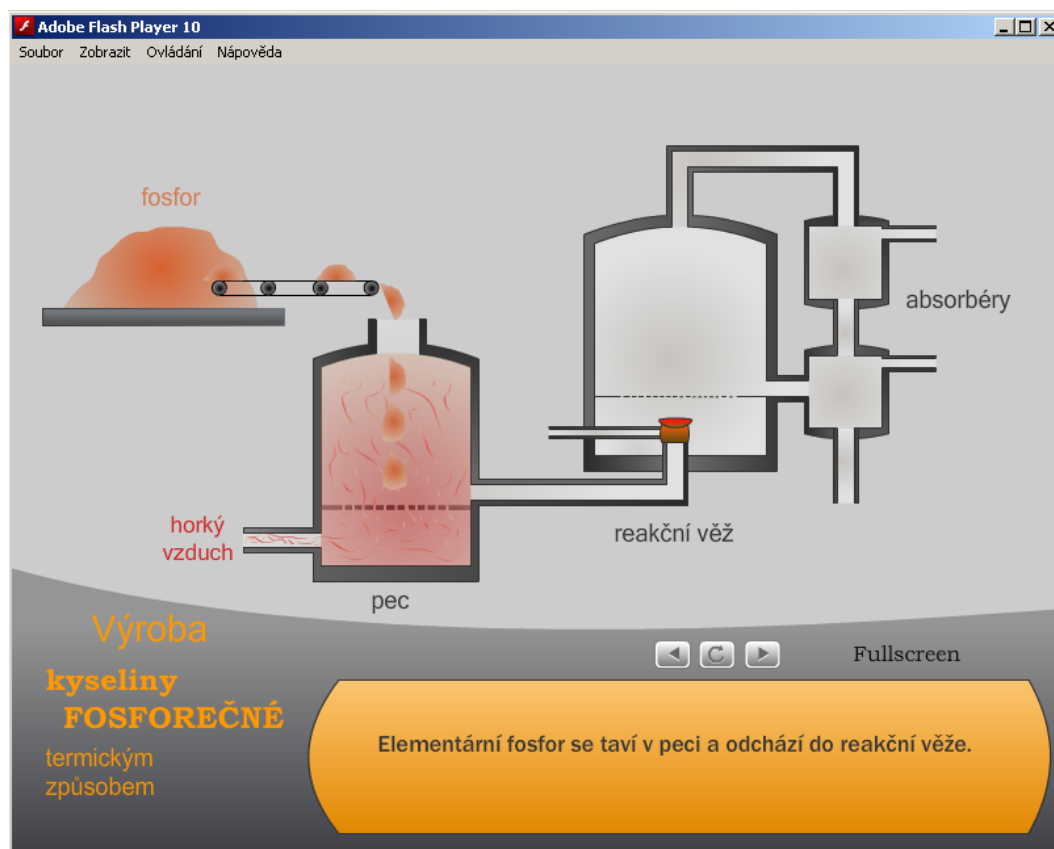 Adobe Flash Player 10
Soubor Zobrazit Ovládání Nápověda
fosfor
absorbéry
horký
vzduch
reakční věž
pec
Výroba
kyseliny
FOSFOREČNÉ
termickým
způsobem
Fullscreen
Elementární fosfor se taví v peci a odchází do reakční věže.